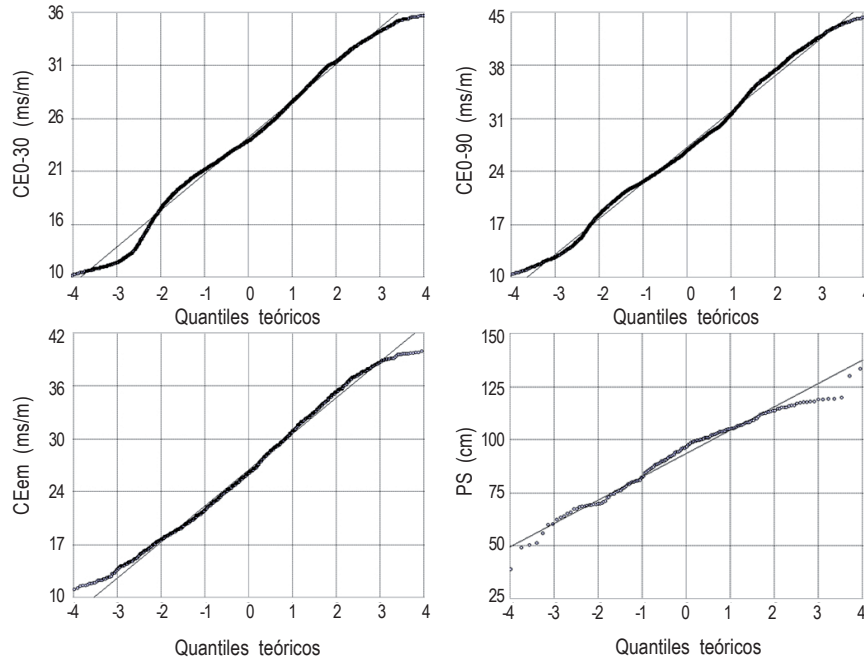 CE0-30 (ms/m)
36
31
26
21
16
10
-4 -3 -2 -1 0 1 2 3 4
Quantiles teóricos
CE0-90 (ms/m)
45
38
31
24
17
10
-4 -3 -2 -1 0 1 2 3 4
Quantiles teóricos
CEem (ms/m)
42
36
30
24
17
10
-4 -3 -2 -1 0 1 2 3 4
Quantiles teóricos
PS (cm)
150
125
100
75
50
25
-4 -3 -2 -1 0 1 2 3 4
Quantiles teóricos